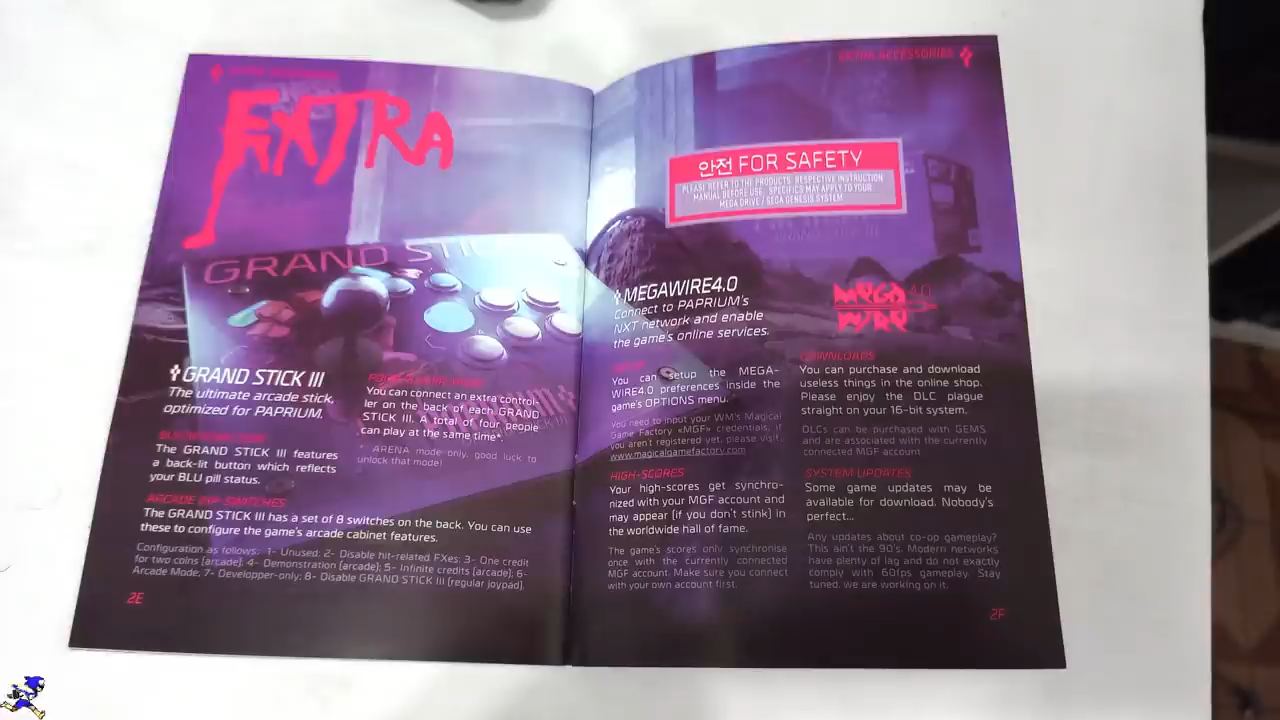 EXTRA ACCESSORIES
EXTRA
GRAND STICK III
The ultimate arcade stick,
optimized for PAPRIUM.
The GRAND STICK III features
a back-lit button which reflects
your BLU pill status.
You can connect an extra control-
ler on the back of each GRAND
STICK III. A total of four people
can play at the same time*.
* ARENA mode only, good luck to
unlock that mode!
ARCADE DIP-SWITCHES
The GRAND STICK III has a set of 8 switches on the back. You can use
these to configure the game's arcade cabinet features.
Configuration as follows: 1- Unused; 2- Disable hit-related FXes; 3- One credit
for two coins [arcade]; 4- Demonstration [arcade]; 5- Infinite credits [arcade]; 6-
Arcade Mode; 7- Developper-only; 8- Disable GRAND STICK III [regular joypad].
2E
EXTRA ACCESSORIES
안전 FOR SAFETY
PLEASE REFER TO THE PRODUCTS' RESPECTIVE INSTRUCTION
MANUAL BEFORE USE. SPECIFICS MAY APPLY TO YOUR
MEGA DRIVE / SEGA GENESIS SYSTEM
MEGAWIRE4.0
Connect to PAPRIUM's
NXT network and enable
the game's online services.
MEGA 4.0
WIRE
SETUP
You can setup the MEGA-
WIRE4.0 preferences inside the
game's OPTIONS menu.
You need to input your WM's Magical
Game Factory «MGF» credentials, if
you aren't registered yet, please visit,
www.magicalgamefactory.com
HIGH-SCORES
Your high-scores get synchro-
nized with your MGF account and
may appear [if you don't stink] in
the worldwide hall of fame.
The game's scores only synchronise
once with the currently connected
MGF account. Make sure you connect
with your own account first.
DOWNLOADS
You can purchase and download
useless things in the online shop.
Please enjoy the DLC plague
straight on your 16-bit system.
DLCs can be purchased with GEMS
and are associated with the currently
connected MGF account
SYSTEM UPDATES
Some game updates may be
available for download. Nobody's
perfect...
Any updates about co-op gameplay?
This ain't the 90's. Modern networks
have plenty of lag and do not exactly
comply with 60fps gameplay. Stay
tuned, we are working on it.
2F